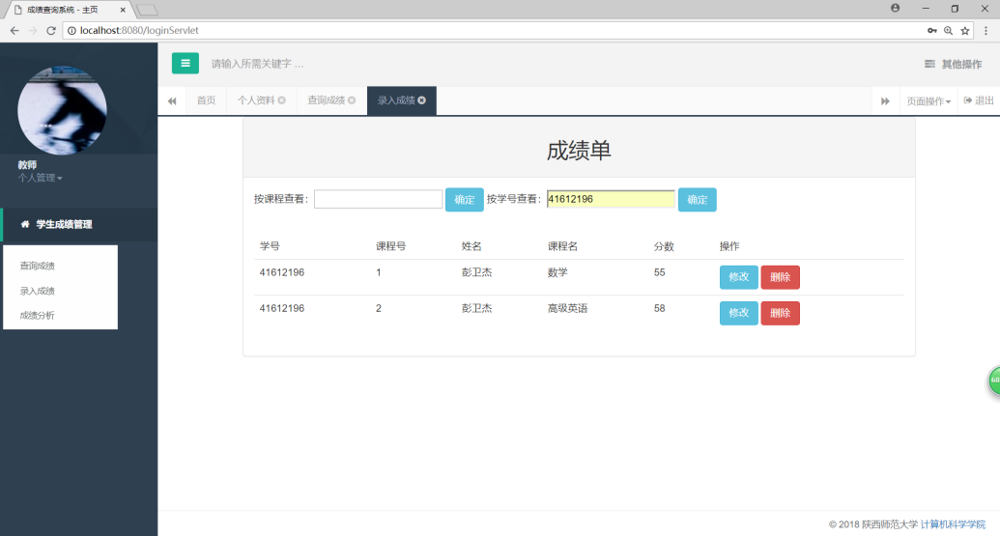 成绩查询系统 - 主页
localhost:8080/loginServlet
请输入所需关键字 ...
其他操作
首页 个人资料 查询成绩 录入成绩 页面操作 退出
教师
个人管理
学生成绩管理
查询成绩
录入成绩
成绩分析
成绩单
按课程查看： 确定 按学号查看： 41612196 确定
学号 课程号 姓名 课程名 分数 操作
41612196 1 彭卫杰 数学 55 修改 删除
41612196 2 彭卫杰 高级英语 58 修改 删除
© 2018 陕西师范大学 计算机科学学院